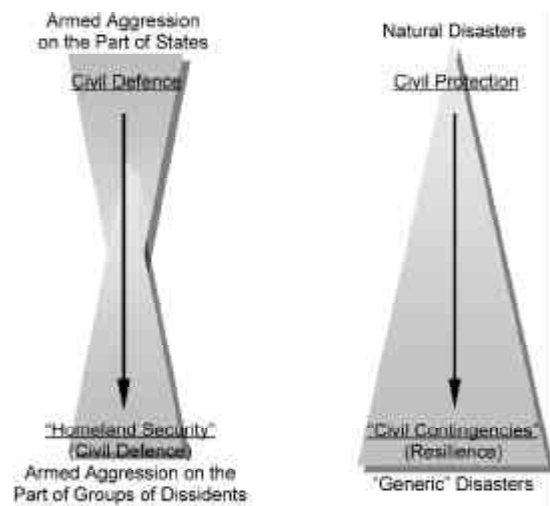 Armed Aggression
on the Part of States
Civil Defence
"Homeland Security"
(Civil Defence)
Armed Aggression on the
Part of Groups of Dissidents
Natural Disasters
Civil Protection
"Civil Contingencies"
(Resilience)
"Generic" Disasters